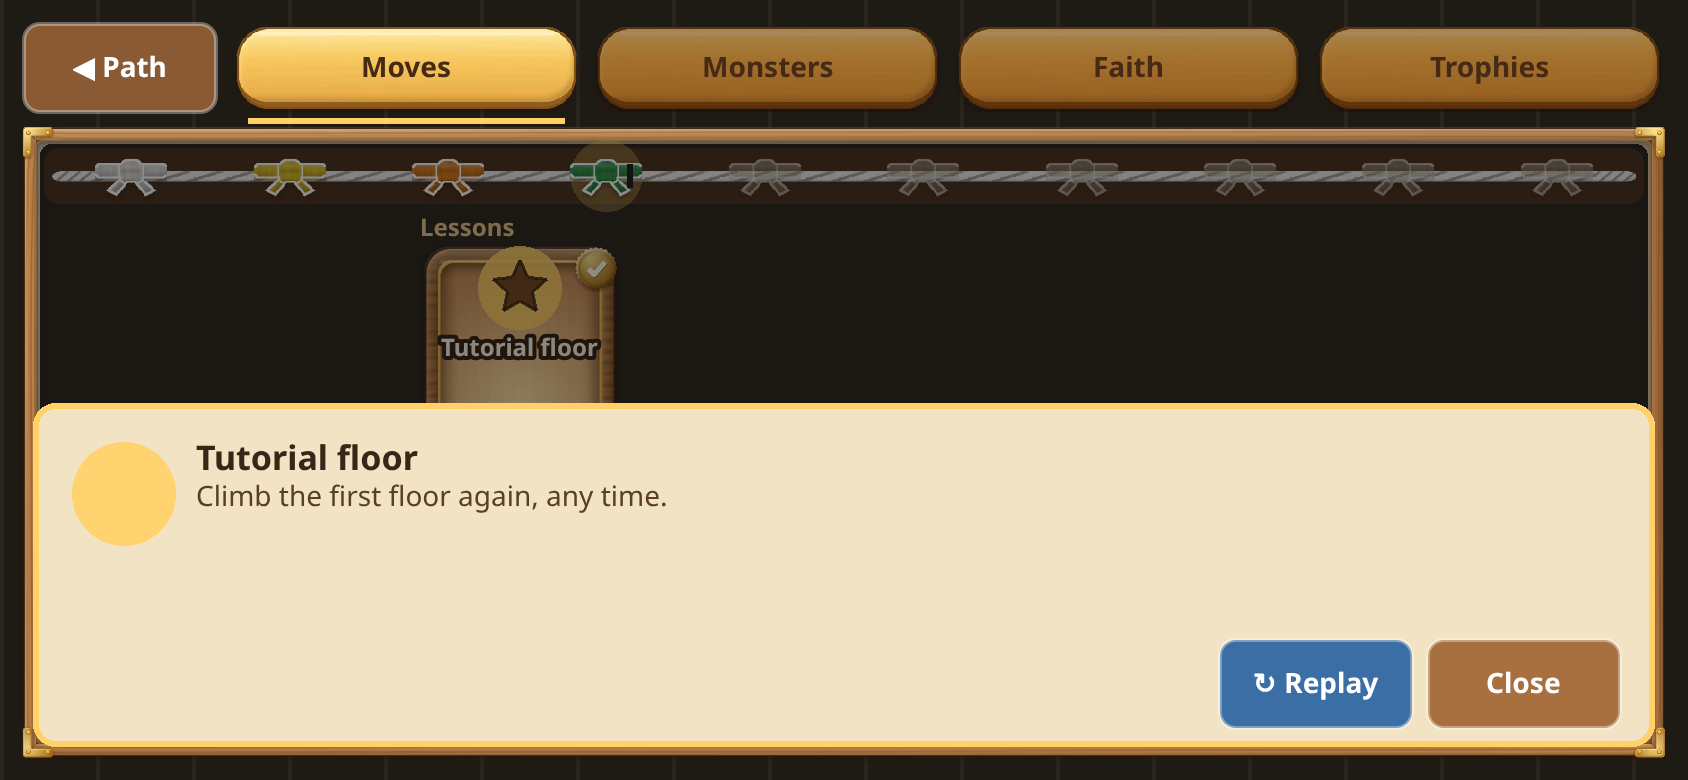 ◀ Path
Moves
Monsters
Faith
Trophies
Lessons
Tutorial floor
Tutorial floor
Climb the first floor again, any time.
↻ Replay
Close